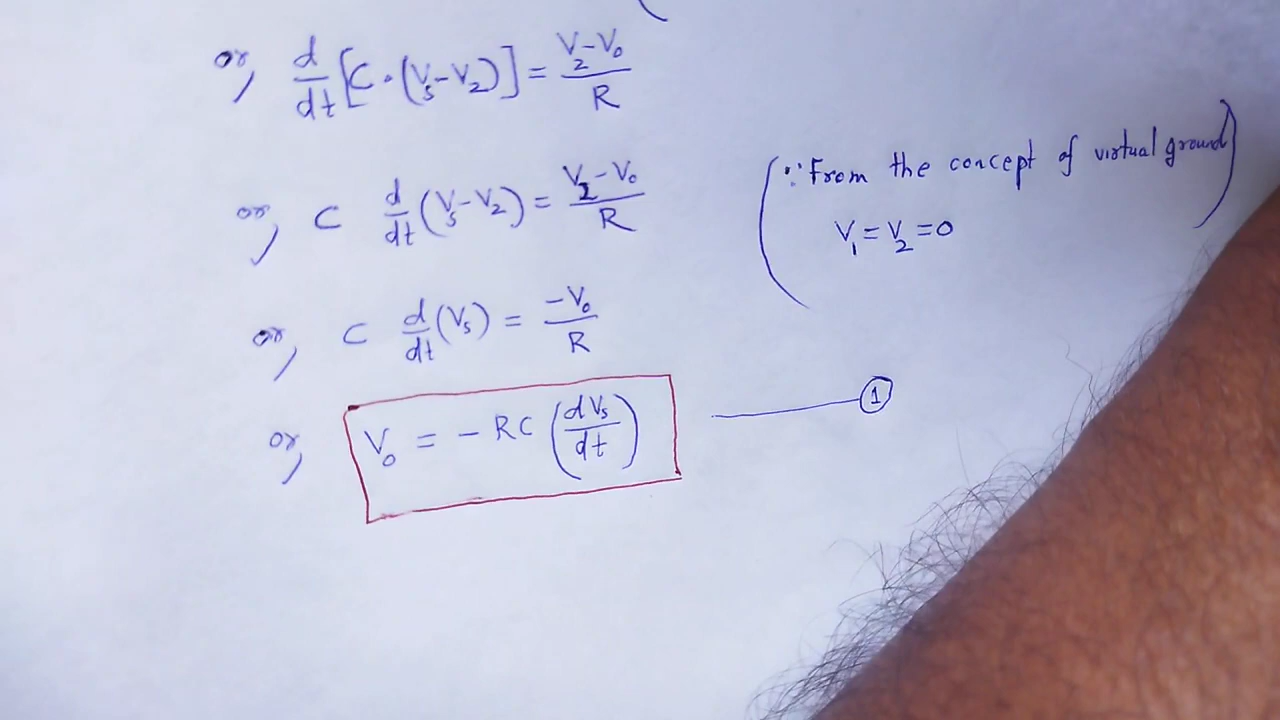 or, d/dt [C·(Vs-V2)] = (V2-Vo)/R
or, C d/dt (Vs-V2) = (V2-Vo)/R
(∵ From the concept of virtual ground
V1=V2=0)
or, C d/dt (Vs) = -Vo/R
or, Vo = -RC (dVs/dt) ——— ①